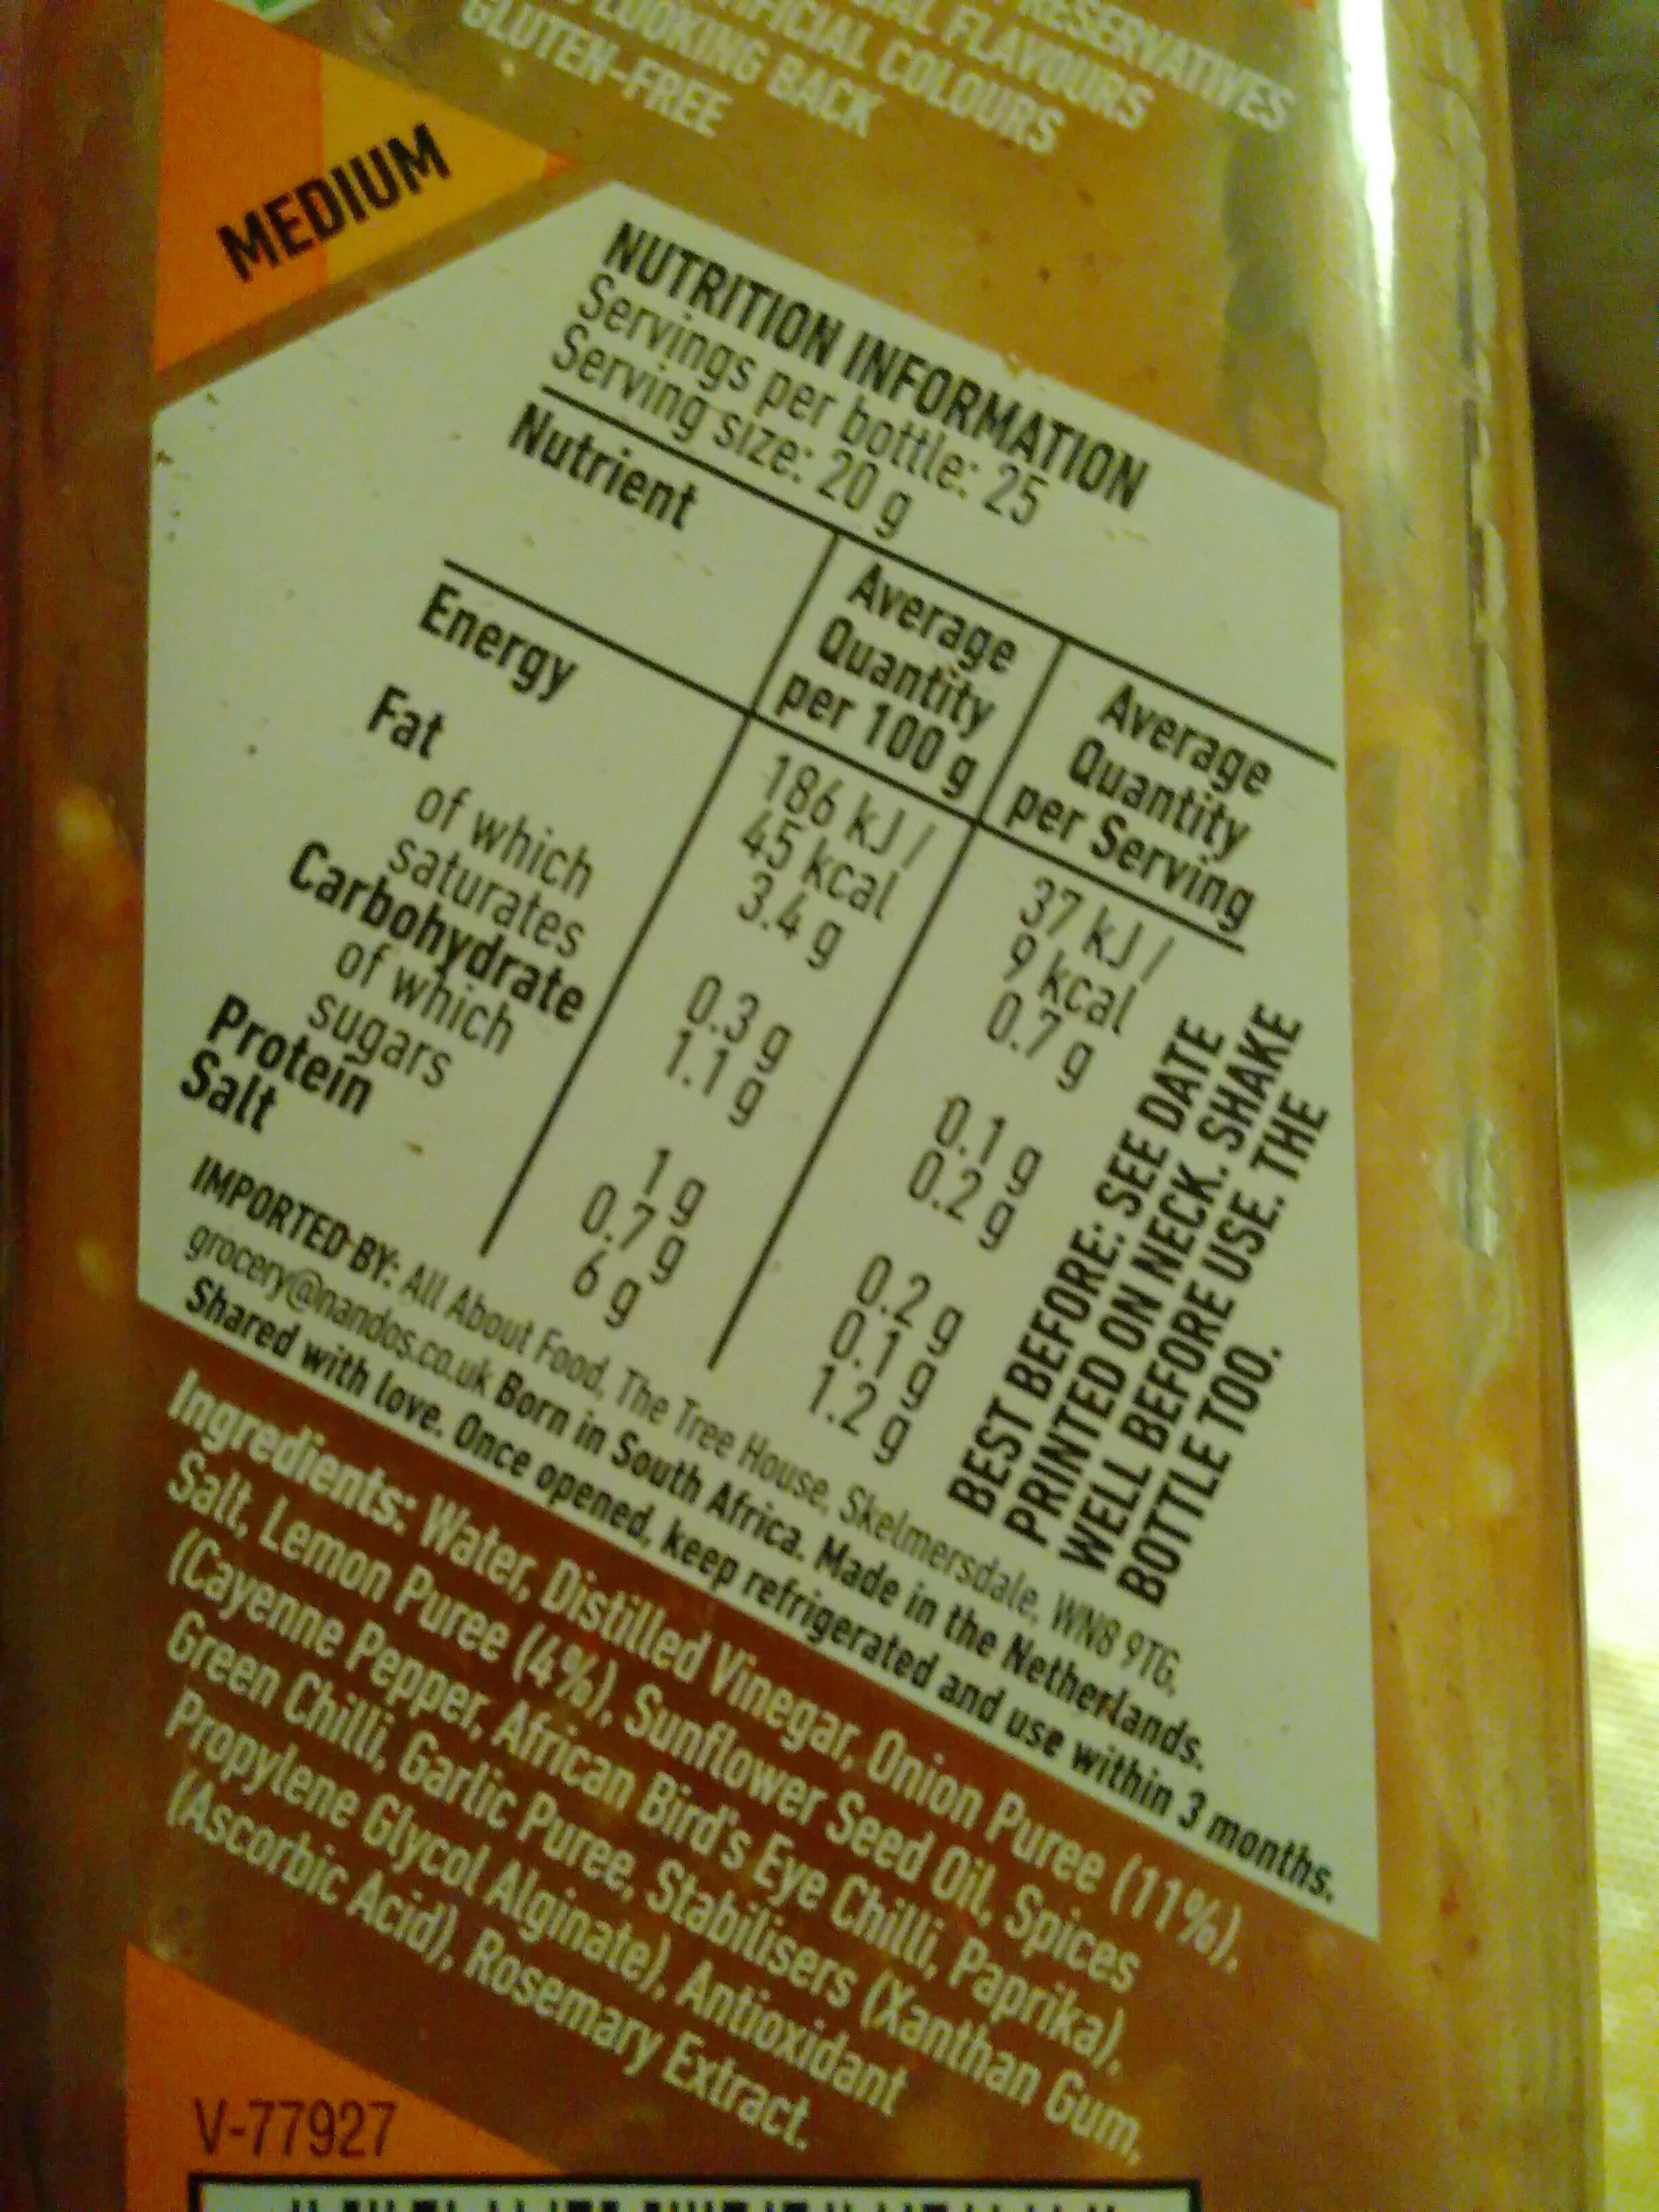 RESERVATIVES
FLAVOURS
COLOURS
LOOKING BACK
GLUTEN-FREE
MEDIUM
NUTRITION INFORMATION
Servings per bottle: 25
Serving size: 20 g
Nutrient
Average Quantity per 100 g
Average Quantity per Serving
Energy 186 kJ / 37 kJ /
45 kcal 9 kcal
Fat 3.4 g 0.7 g
of which
saturates 0.3 g 0.1 g
Carbohydrate 1.1 g 0.2 g
of which
sugars 1 g 0.2 g
Protein 0.7 g 0.1 g
Salt 6 g 1.2 g
BEST BEFORE: SEE DATE
PRINTED ON NECK. SHAKE
WELL BEFORE USE. THE
BOTTLE TOO.
IMPORTED BY: All About Food, The Tree House, Skelmersdale, WN8 9TG,
grocery@nandos.co.uk Born in South Africa. Made in the Netherlands.
Shared with love. Once opened, keep refrigerated and use within 3 months.
Ingredients: Water, Distilled Vinegar, Onion Puree (11%),
Salt, Lemon Puree (4%), Sunflower Seed Oil, Spices
(Cayenne Pepper, African Bird's Eye Chilli, Paprika),
Green Chilli, Garlic Puree, Stabilisers (Xanthan Gum,
Propylene Glycol Alginate), Antioxidant
(Ascorbic Acid), Rosemary Extract.
V-77927